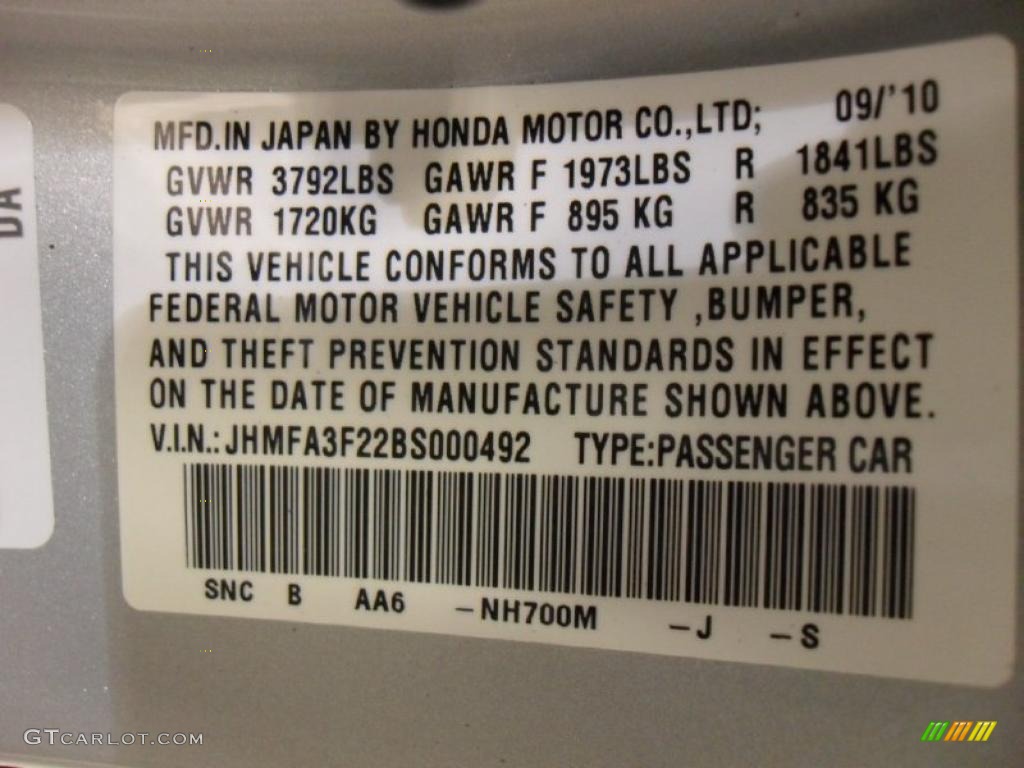 MFD.IN JAPAN BY HONDA MOTOR CO.,LTD; 09/'10
GVWR 3792LBS GAWR F 1973LBS R 1841LBS
GVWR 1720KG GAWR F 895 KG R 835 KG
THIS VEHICLE CONFORMS TO ALL APPLICABLE
FEDERAL MOTOR VEHICLE SAFETY ,BUMPER,
AND THEFT PREVENTION STANDARDS IN EFFECT
ON THE DATE OF MANUFACTURE SHOWN ABOVE.
V.I.N.: JHMFA3F22BS000492 TYPE:PASSENGER CAR
SNC B AA6 -NH700M -J -S
DA
GTCARLOT.COM